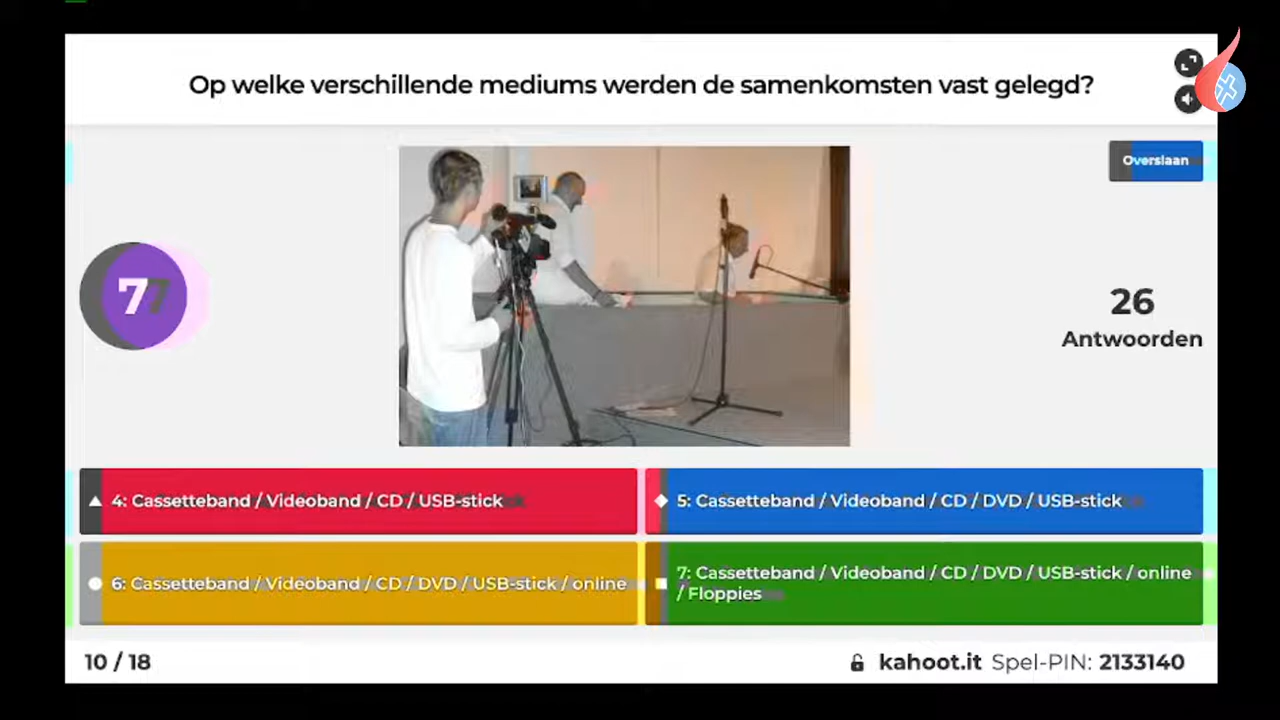 Op welke verschillende mediums werden de samenkomsten vast gelegd?
Overslaan
7
26
Antwoorden
4: Cassetteband / Videoband / CD / USB-stick
5: Cassetteband / Videoband / CD / DVD / USB-stick
6: Cassetteband / Videoband / CD / DVD / USB-stick / online
7: Cassetteband / Videoband / CD / DVD / USB-stick / online
/ Floppies
10 / 18
kahoot.it Spel-PIN: 2133140